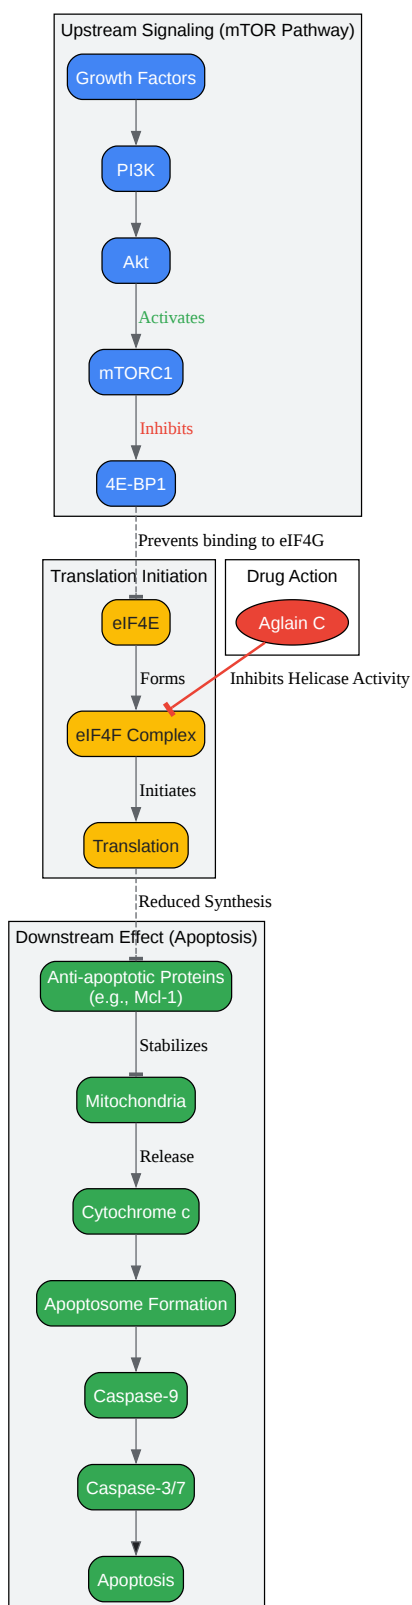 Upstream Signaling (mTOR Pathway)
Growth Factors
PI3K
Akt
Activates
mTORC1
Inhibits
4E-BP1
Prevents binding to eIF4G
Translation Initiation
Drug Action
eIF4E
Aglain C
Forms
Inhibits Helicase Activity
eIF4F Complex
Initiates
Translation
Reduced Synthesis
Downstream Effect (Apoptosis)
Anti-apoptotic Proteins
(e.g., Mcl-1)
Stabilizes
Mitochondria
Release
Cytochrome c
Apoptosome Formation
Caspase-9
Caspase-3/7
Apoptosis